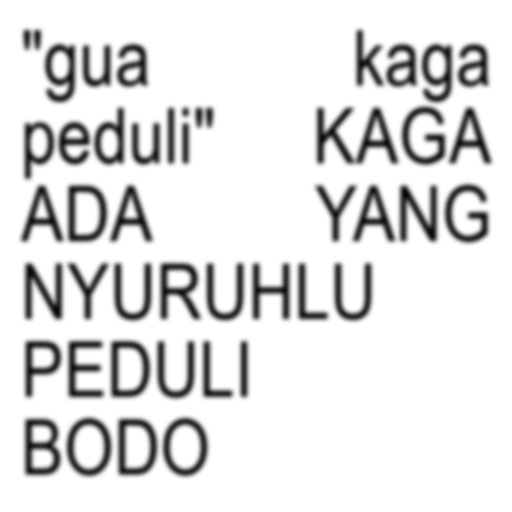 "gua kaga
peduli" KAGA
ADA YANG
NYURUHLU
PEDULI
BODO